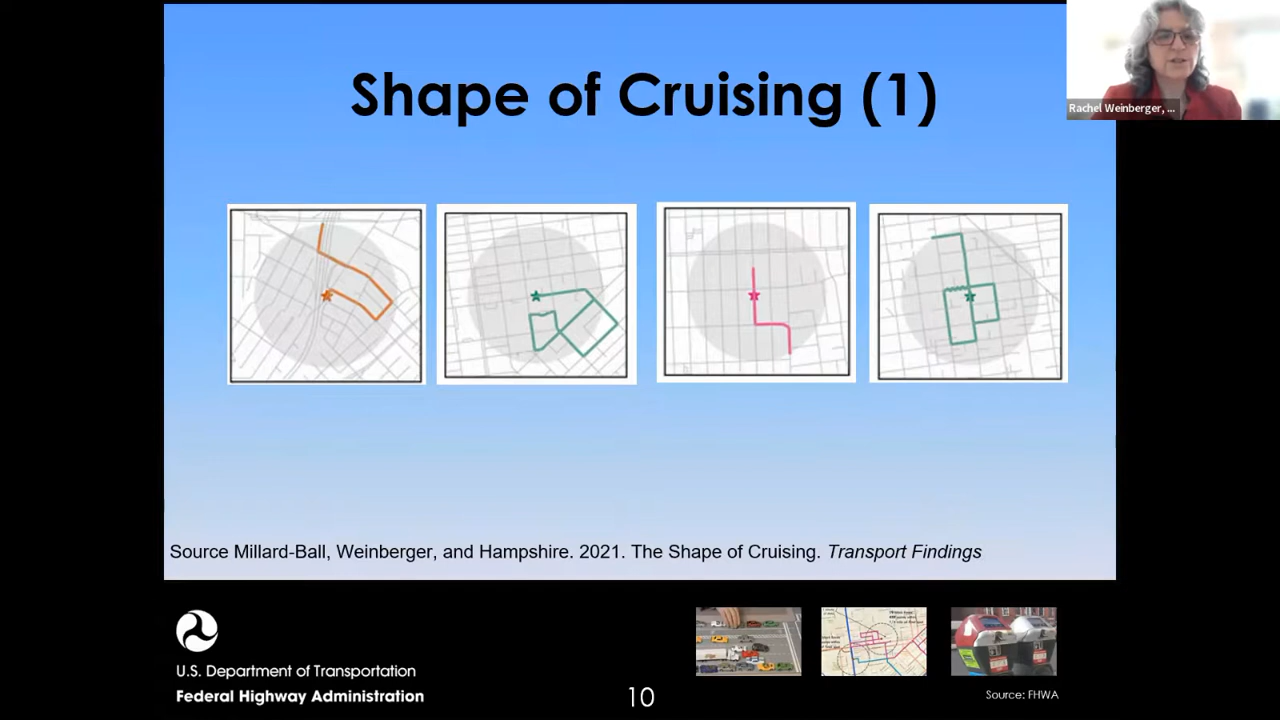 Shape of Cruising (1)
Rachel Weinberger, ...
Source Millard-Ball, Weinberger, and Hampshire. 2021. The Shape of Cruising. Transport Findings
U.S. Department of Transportation
Federal Highway Administration
10
Source: FHWA